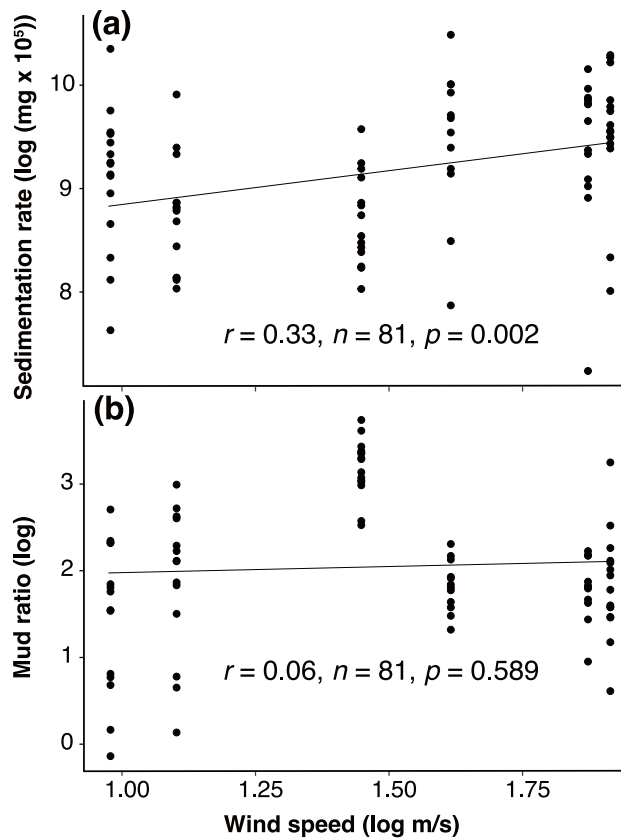 (a)
Sedimentation rate (log (mg x 10⁵))
10
9
8
r = 0.33, n = 81, p = 0.002
(b)
Mud ratio (log)
3
2
1
0
r = 0.06, n = 81, p = 0.589
1.00 1.25 1.50 1.75
Wind speed (log m/s)